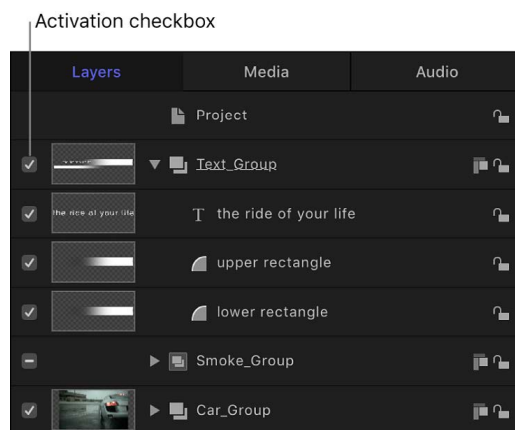 Activation checkbox
Layers Media Audio
Project
Text_Group
the ride of your life
the ride of your life
upper rectangle
lower rectangle
Smoke_Group
Car_Group